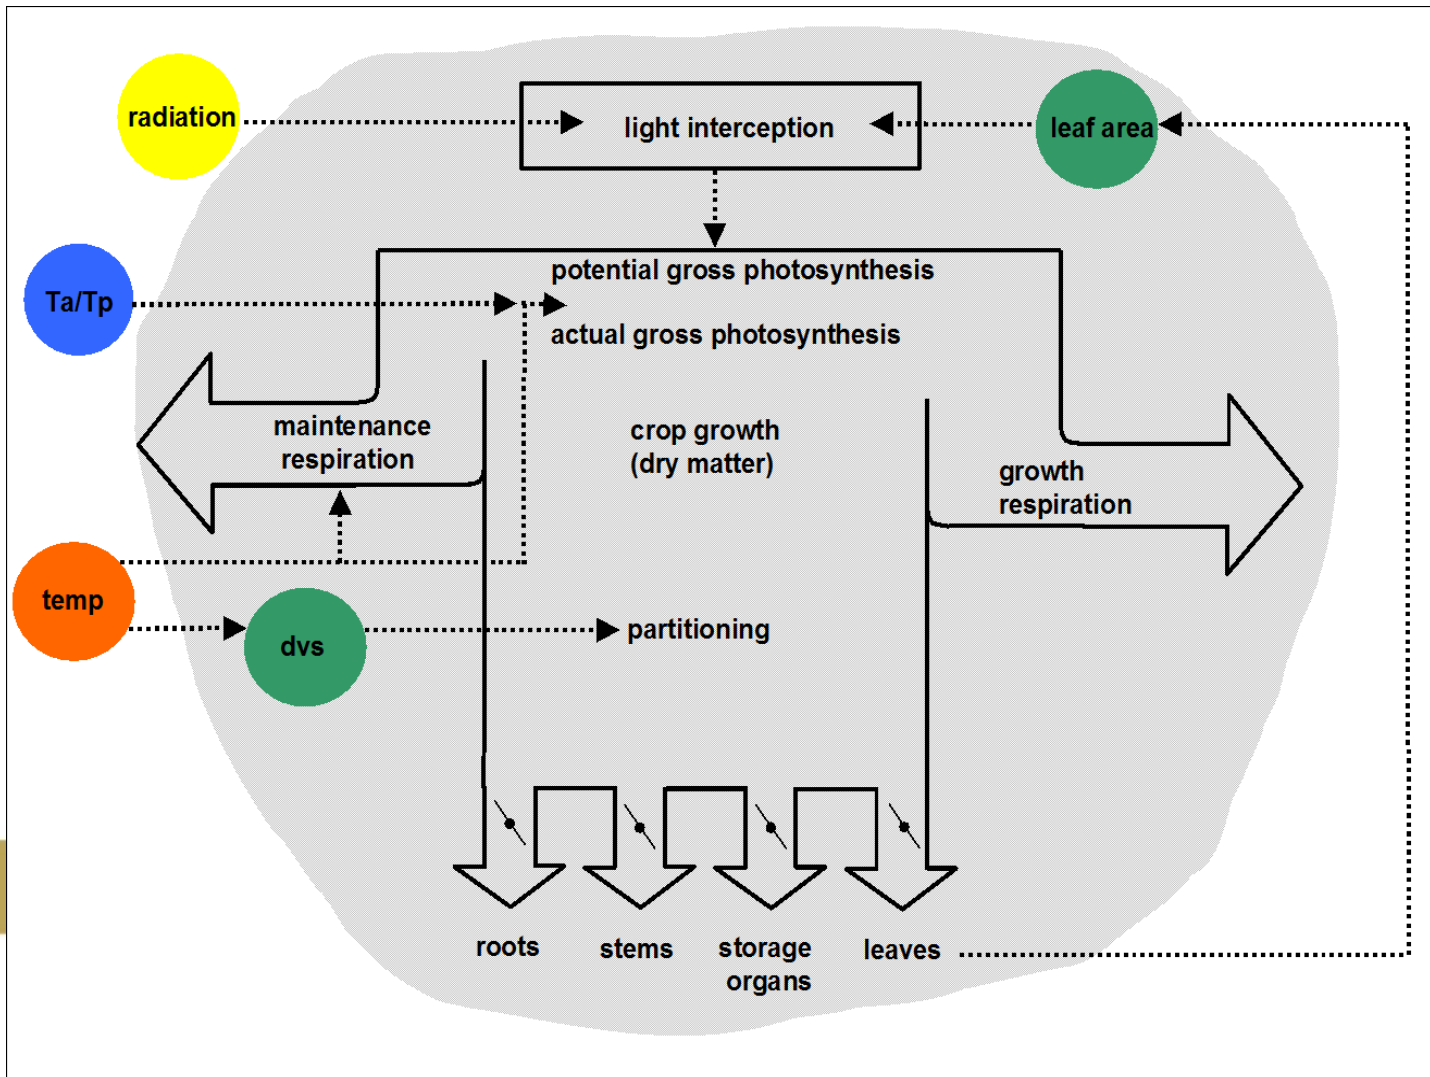 radiation
light interception
leaf area
potential gross photosynthesis
Ta/Tp
actual gross photosynthesis
maintenance
respiration
crop growth
(dry matter)
growth
respiration
temp
dvs
partitioning
roots
stems
storage
organs
leaves